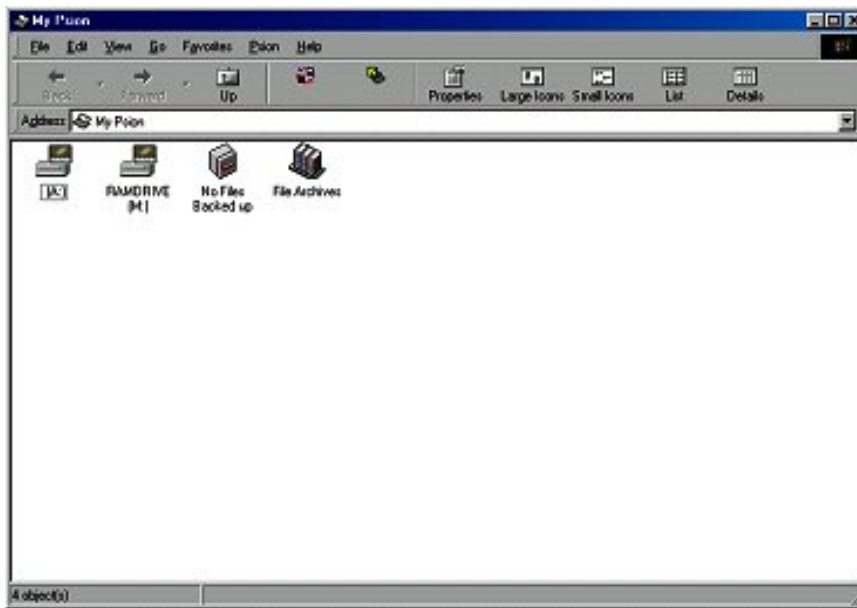 My Psion
File Edit View Go Favorites Psion Help
Back Forward Up Properties Large Icons Small Icons List Details
Address My Psion
[A:] RAMDRIVE No Files File Archives
[M:] Backed up
4 object(s)